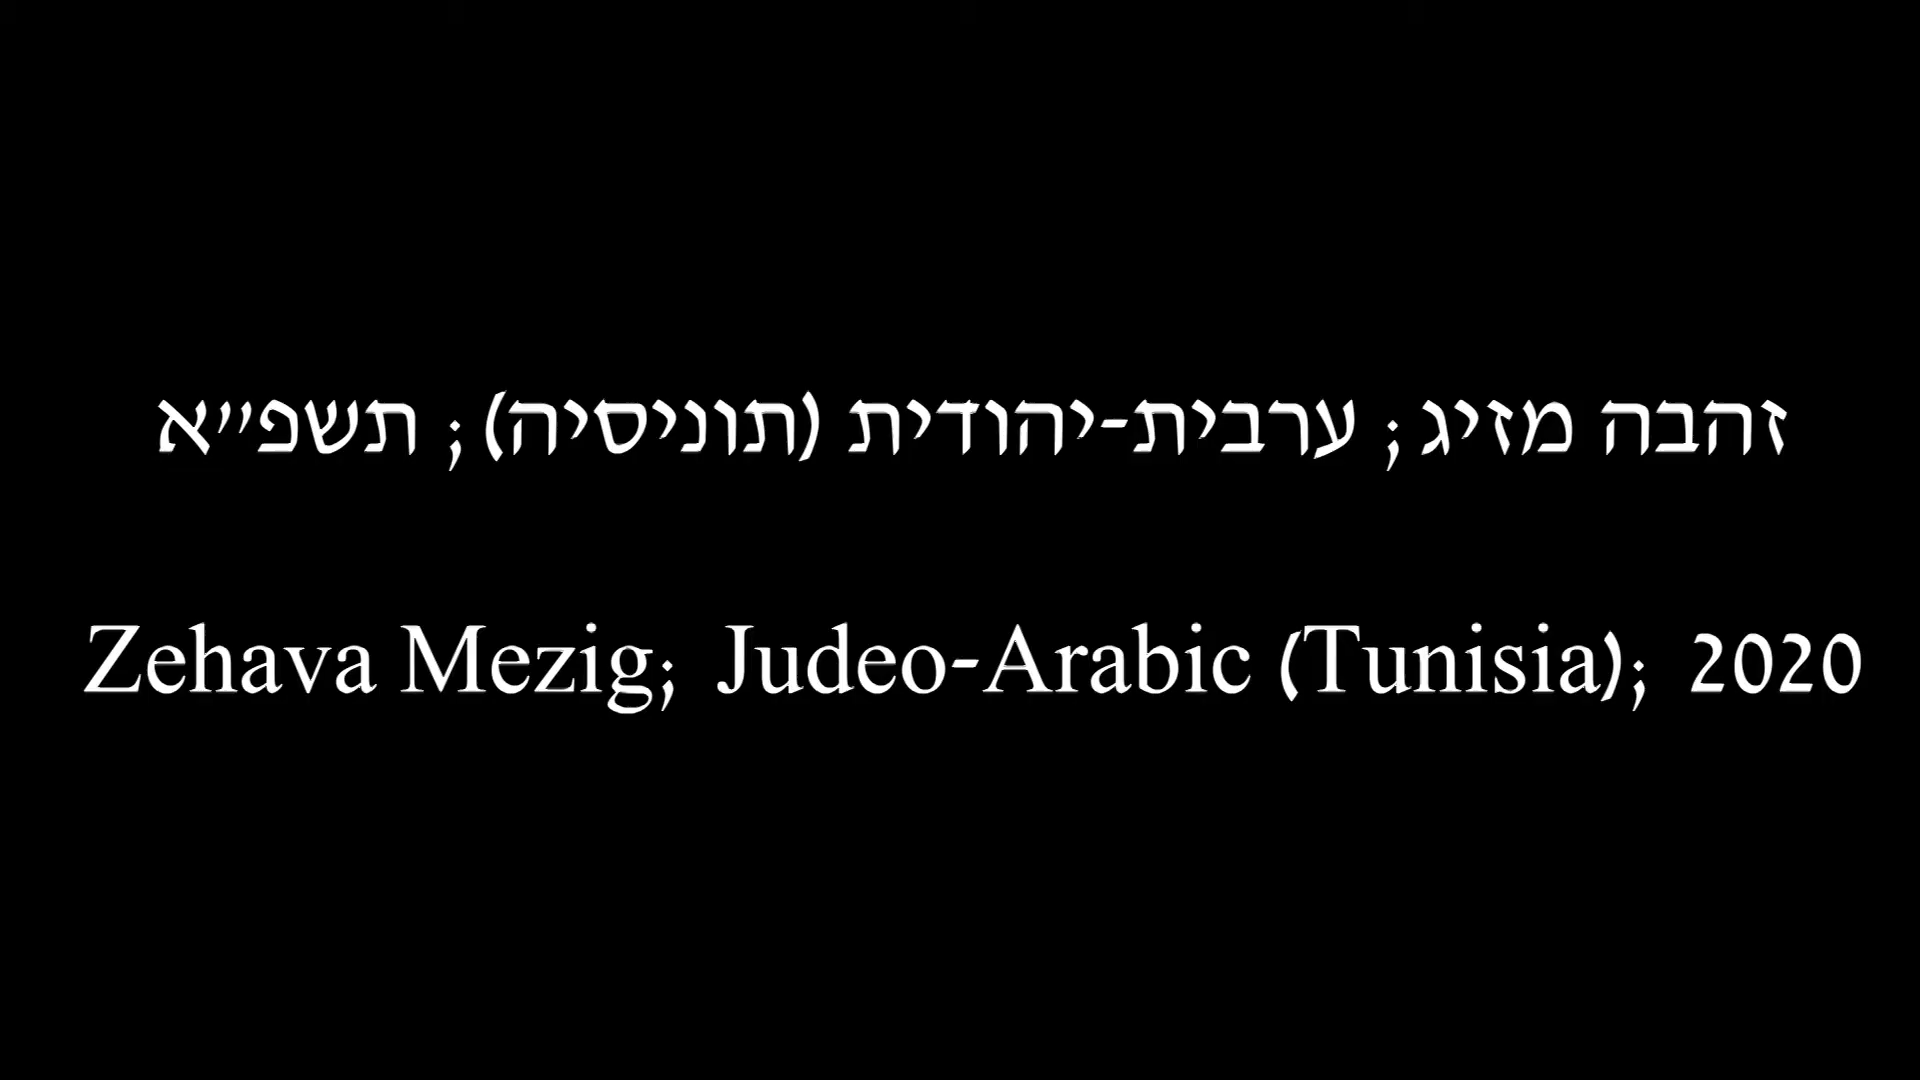 זהבה מזיג; ערבית-יהודית (תוניסיה); תשפ״א
Zehava Mezig; Judeo-Arabic (Tunisia); 2020